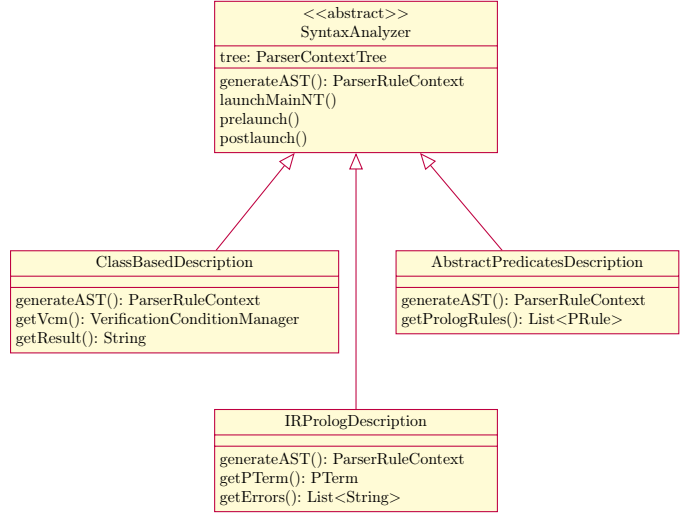 <<abstract>>
SyntaxAnalyzer
tree: ParserContextTree
generateAST(): ParserRuleContext
launchMainNT()
prelaunch()
postlaunch()
ClassBasedDescription
generateAST(): ParserRuleContext
getVcm(): VerificationConditionManager
getResult(): String
AbstractPredicatesDescription
generateAST(): ParserRuleContext
getPrologRules(): List<PRule>
IRPrologDescription
generateAST(): ParserRuleContext
getPTerm(): PTerm
getErrors(): List<String>